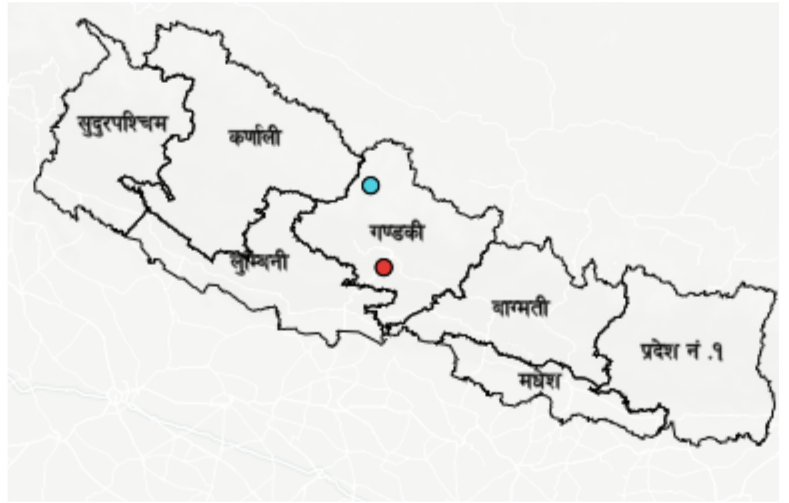 सुदुरपश्चिम
कर्णाली
गण्डकी
लुम्बिनी
बाग्मती
प्रदेश नं .१
मधेश